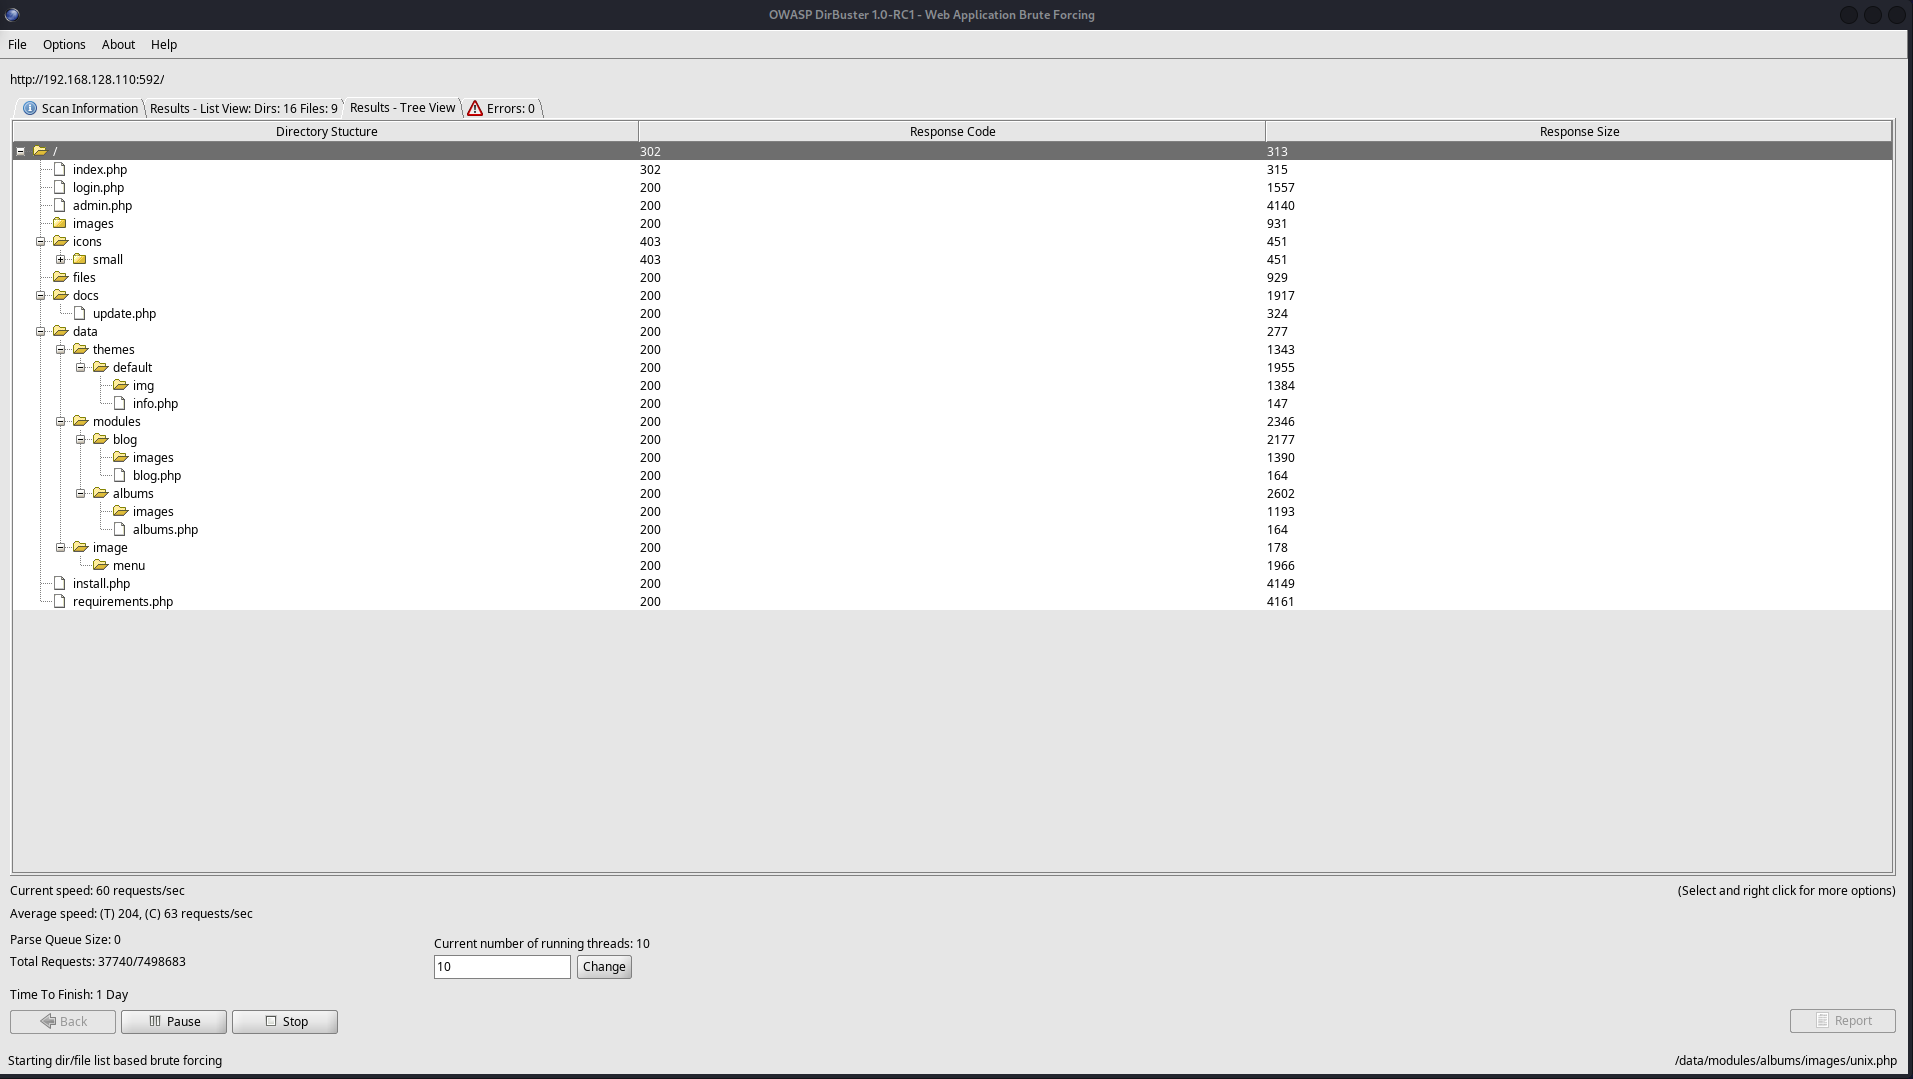 OWASP DirBuster 1.0-RC1 - Web Application Brute Forcing
File Options About Help
http://192.168.128.110:592/
Scan Information Results - List View: Dirs: 16 Files: 9 Results - Tree View Errors: 0
Directory Stucture Response Code Response Size
/ 302 313
index.php 302 315
login.php 200 1557
admin.php 200 4140
images 200 931
icons 403 451
small 403 451
files 200 929
docs 200 1917
update.php 200 324
data 200 277
themes 200 1343
default 200 1955
img 200 1384
info.php 200 147
modules 200 2346
blog 200 2177
images 200 1390
blog.php 200 164
albums 200 2602
images 200 1193
albums.php 200 164
image 200 178
menu 200 1966
install.php 200 4149
requirements.php 200 4161
Current speed: 60 requests/sec (Select and right click for more options)
Average speed: (T) 204, (C) 63 requests/sec
Parse Queue Size: 0 Current number of running threads: 10
Total Requests: 37740/7498683 10 Change
Time To Finish: 1 Day
Back Pause Stop Report
Starting dir/file list based brute forcing /data/modules/albums/images/unix.php